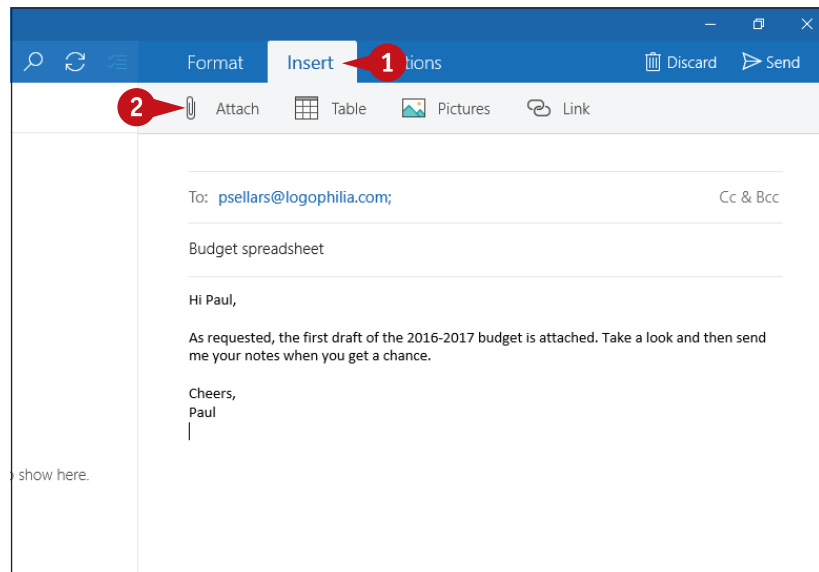 Format Insert 1 tions Discard Send
2 Attach Table Pictures Link
To: psellars@logophilia.com; Cc & Bcc
Budget spreadsheet
Hi Paul,
As requested, the first draft of the 2016-2017 budget is attached. Take a look and then send
me your notes when you get a chance.
Cheers,
Paul
show here.